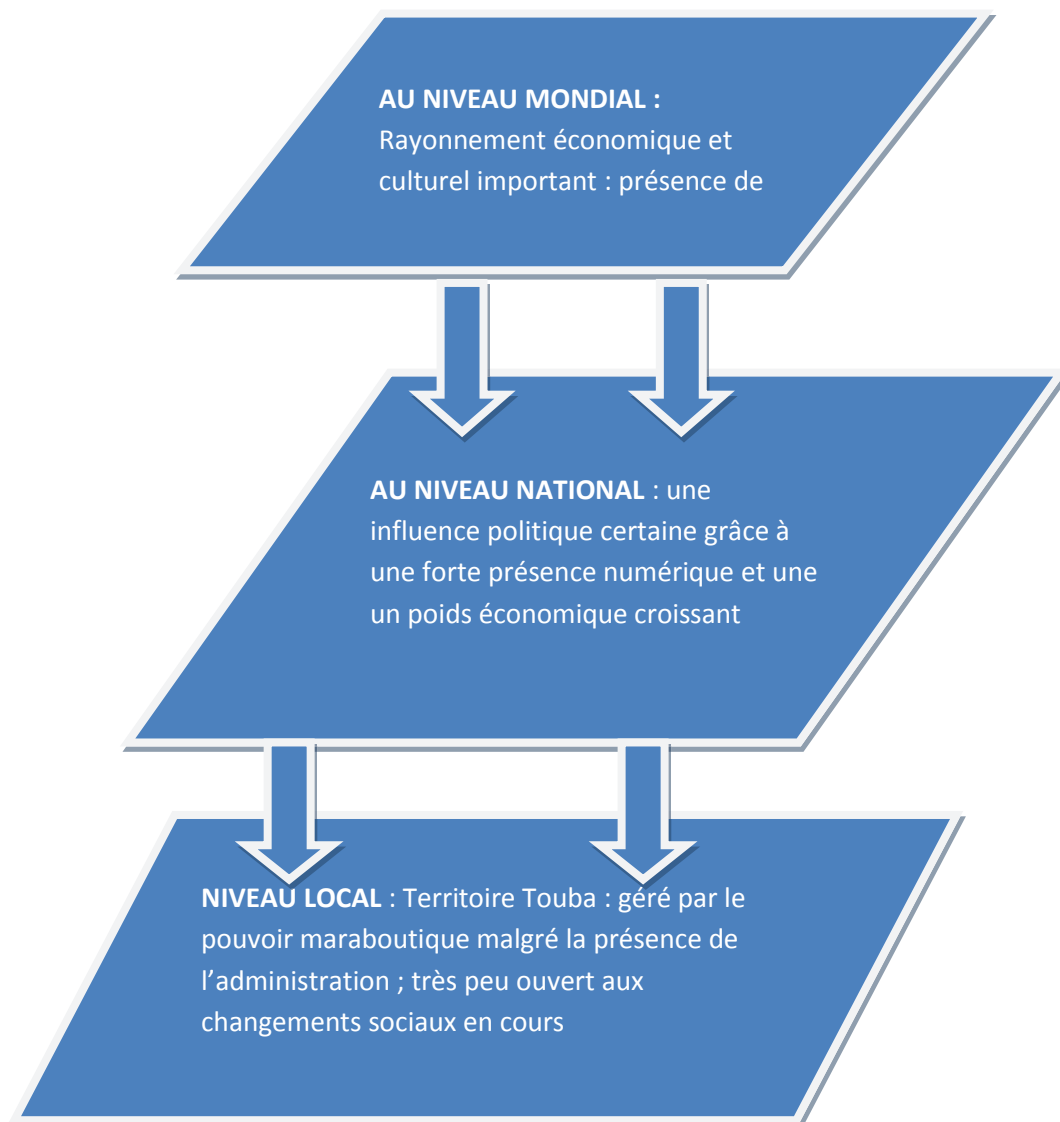 AU NIVEAU MONDIAL :
Rayonnement économique et
culturel important : présence de
AU NIVEAU NATIONAL : une
influence politique certaine grâce à
une forte présence numérique et une
un poids économique croissant
NIVEAU LOCAL : Territoire Touba : géré par le
pouvoir maraboutique malgré la présence de
l’administration ; très peu ouvert aux
changements sociaux en cours